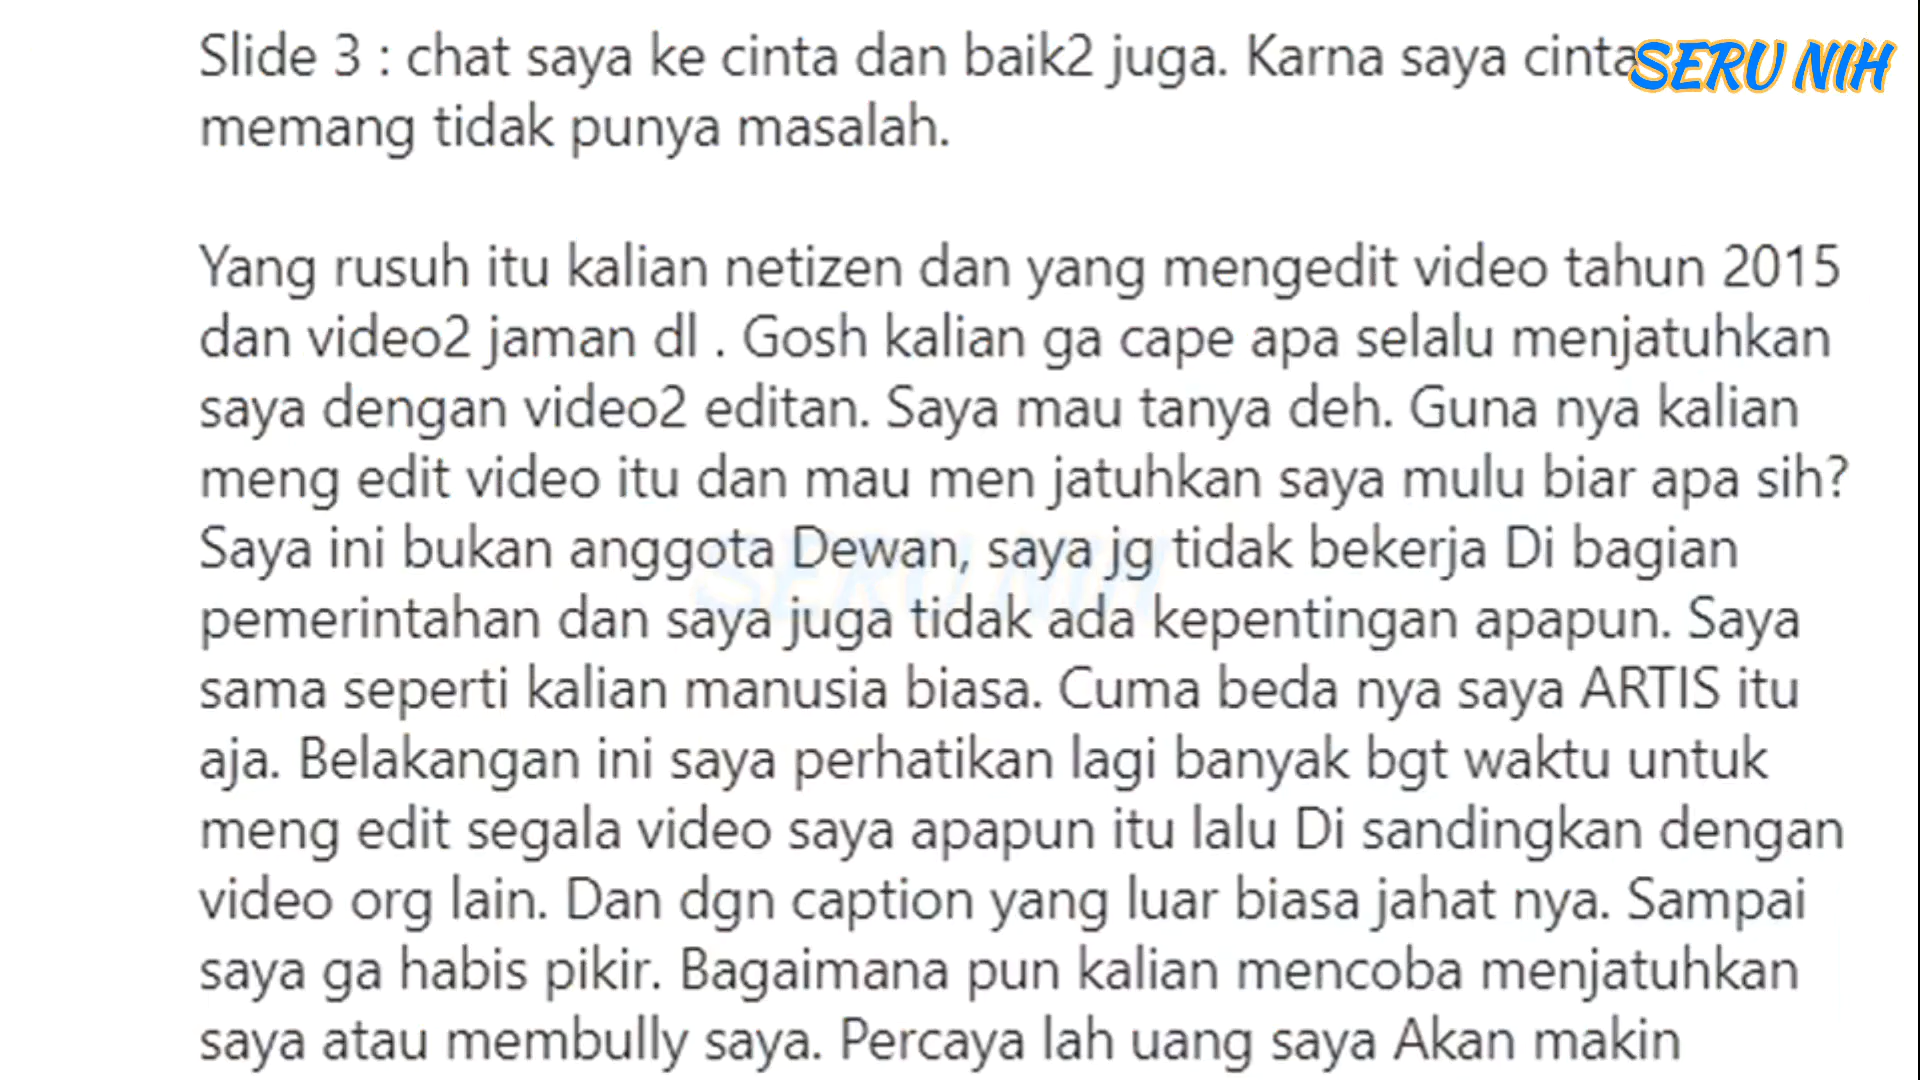 Slide 3 : chat saya ke cinta dan baik2 juga. Karna saya cinta
SERU NIH
memang tidak punya masalah.
Yang rusuh itu kalian netizen dan yang mengedit video tahun 2015
dan video2 jaman dl . Gosh kalian ga cape apa selalu menjatuhkan
saya dengan video2 editan. Saya mau tanya deh. Guna nya kalian
meng edit video itu dan mau men jatuhkan saya mulu biar apa sih?
Saya ini bukan anggota Dewan, saya jg tidak bekerja Di bagian
SERU NIH
pemerintahan dan saya juga tidak ada kepentingan apapun. Saya
sama seperti kalian manusia biasa. Cuma beda nya saya ARTIS itu
aja. Belakangan ini saya perhatikan lagi banyak bgt waktu untuk
meng edit segala video saya apapun itu lalu Di sandingkan dengan
video org lain. Dan dgn caption yang luar biasa jahat nya. Sampai
saya ga habis pikir. Bagaimana pun kalian mencoba menjatuhkan
saya atau membully saya. Percaya lah uang saya Akan makin